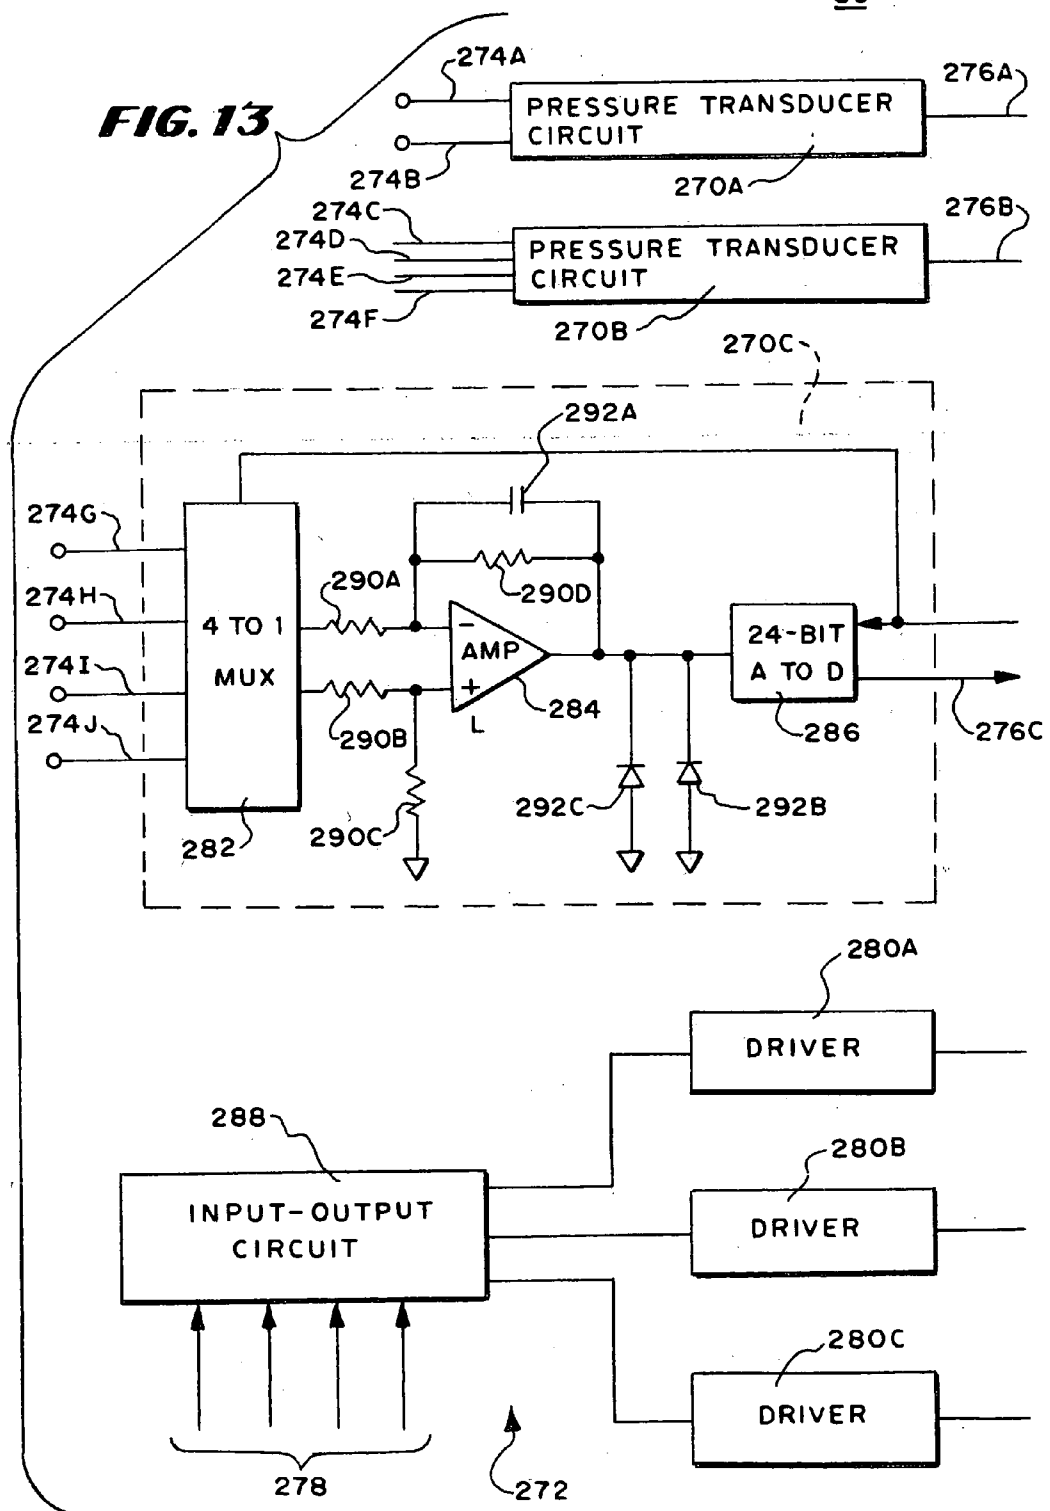 274A
276A
FIG. 13
PRESSURE TRANSDUCER
CIRCUIT
274B
270A
274C
276B
274D
PRESSURE TRANSDUCER
CIRCUIT
274E
274F
270B
270C
292A
274G
290A
290D
274H
4 TO 1
MUX
-
AMP
+
24-BIT
A TO D
274I
284
L
290B
286
276C
274J
292C
292B
290C
282
280A
DRIVER
288
280B
INPUT-OUTPUT
CIRCUIT
DRIVER
280C
DRIVER
278
272